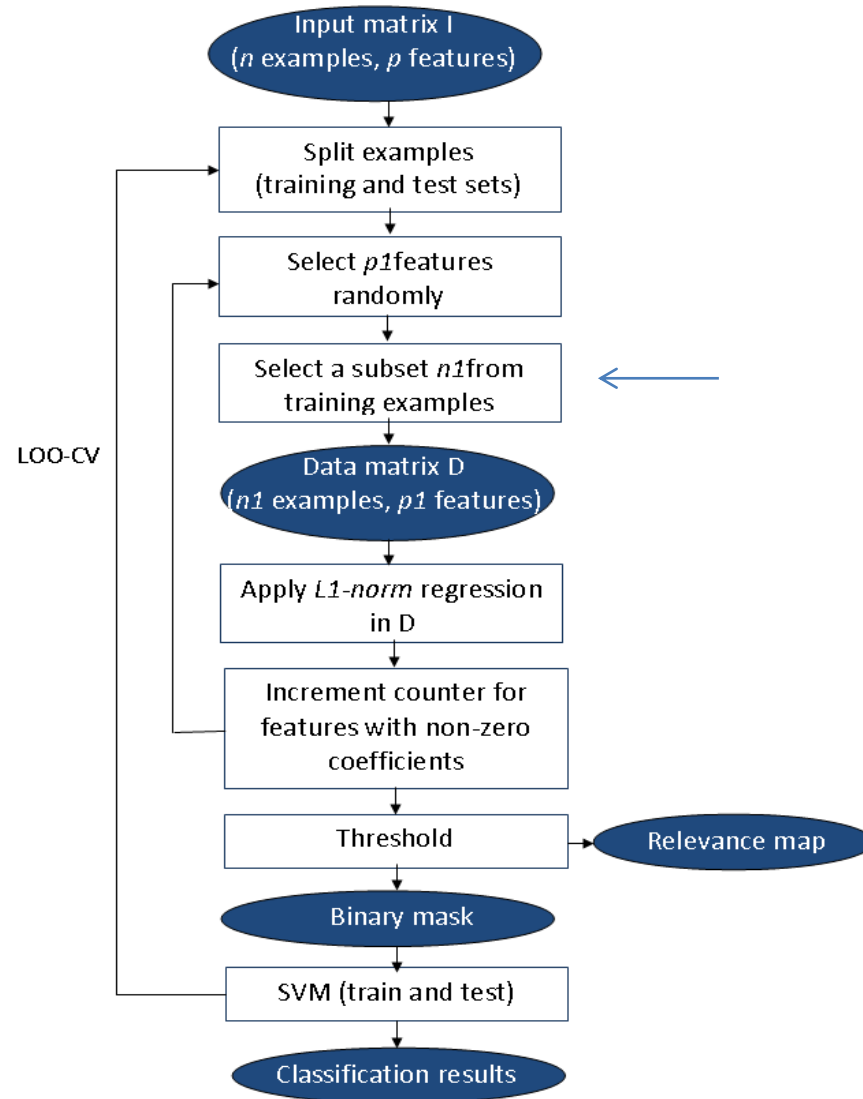 Input matrix I
(n examples, p features)
Split examples
(training and test sets)
Select p1features
randomly
Select a subset n1from
training examples
LOO-CV
Data matrix D
(n1 examples, p1 features)
Apply L1-norm regression
in D
Increment counter for
features with non-zero
coefficients
Threshold
Relevance map
Binary mask
SVM (train and test)
Classification results